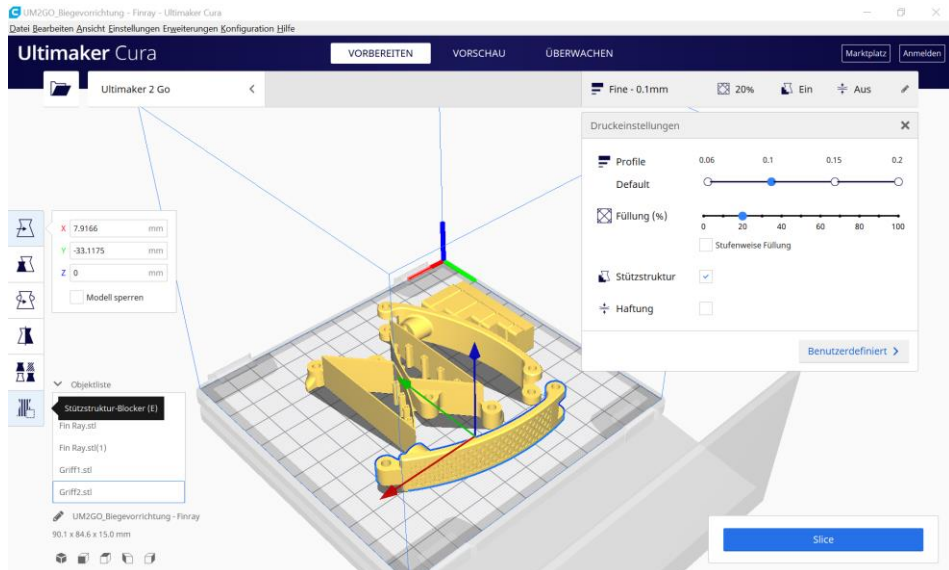 UM2GO_Biegevorrichtung - Finray - Ultimaker Cura
Datei Bearbeiten Ansicht Einstellungen Erweiterungen Konfiguration Hilfe
Ultimaker Cura
VORBEREITEN
VORSCHAU
ÜBERWACHEN
Marktplatz
Anmelden
Ultimaker 2 Go
Fine - 0.1mm
20%
Ein
Aus
Druckeinstellungen
Profile
0.06 0.1 0.15 0.2
Default
Füllung (%)
0 20 40 60 80 100
Stufenweise Füllung
Stützstruktur
Haftung
Benutzerdefiniert
X 7.9166 mm
Y -33.1175 mm
Z 0 mm
Modell sperren
Objektliste
Stützstruktur-Blocker (E)
Fin Ray.stl
Fin Ray.stl(1)
Griff1.stl
Griff2.stl
UM2GO_Biegevorrichtung - Finray
90.1 x 84.6 x 15.0 mm
Slice